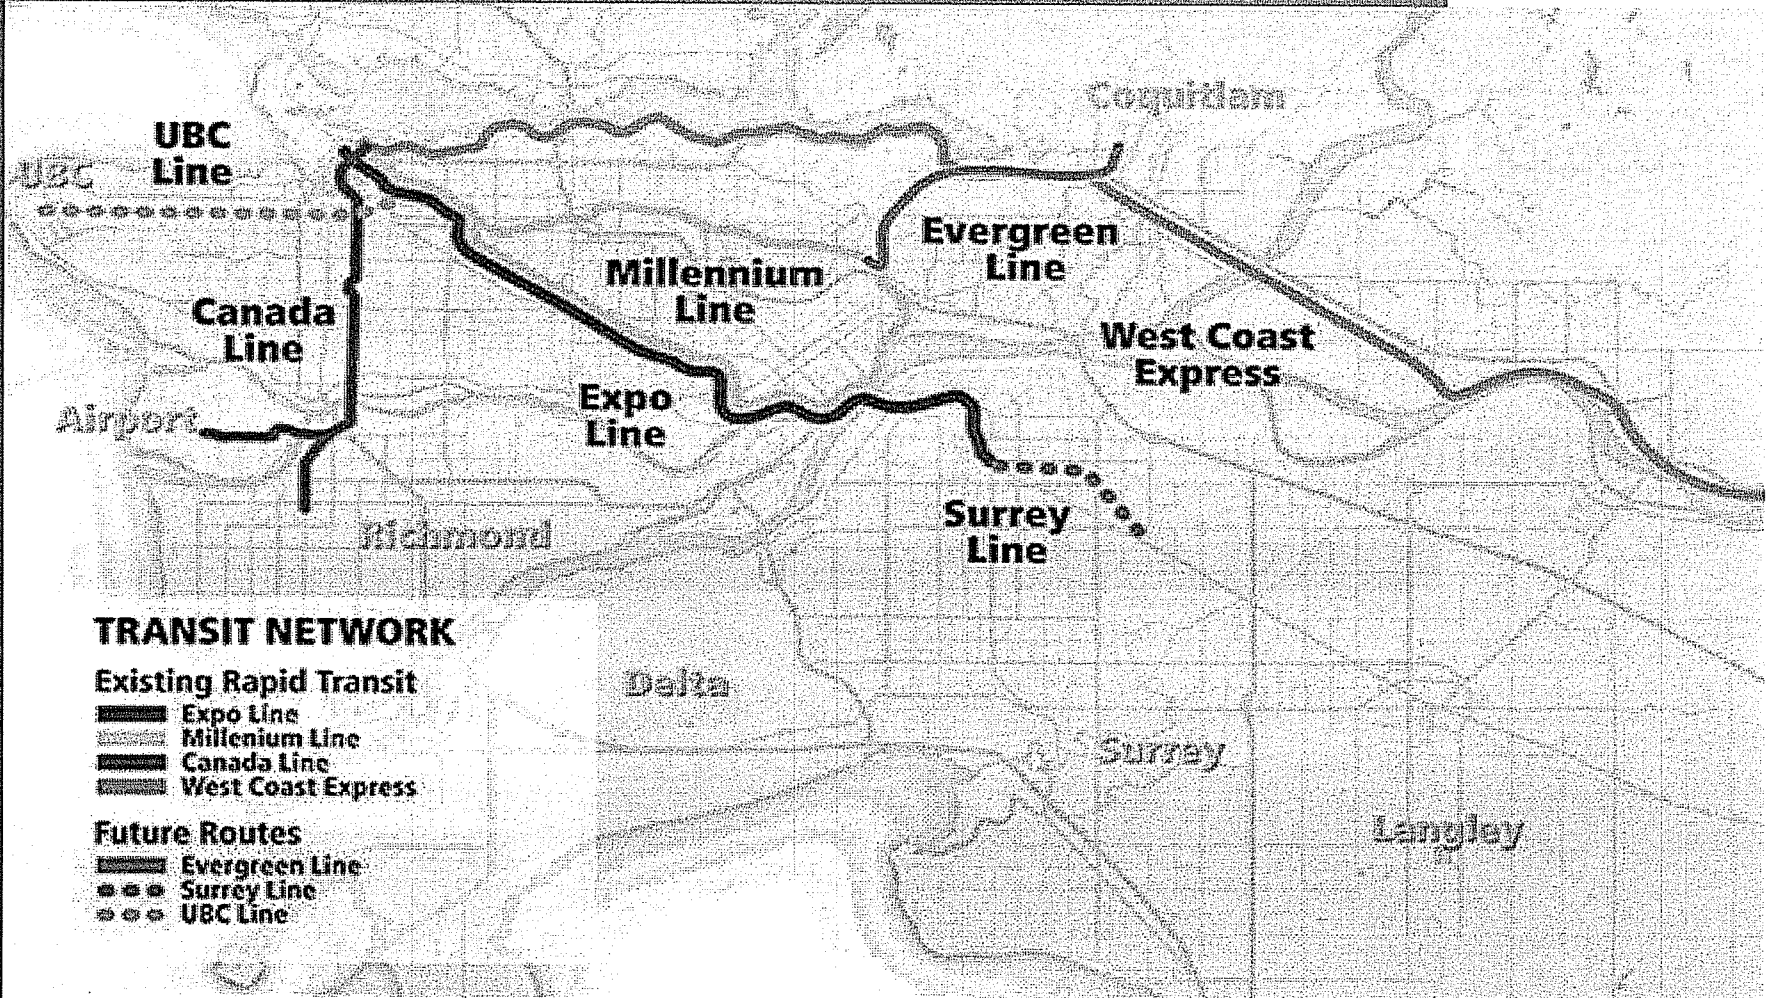 Coquitlam
UBC
Line
UBC
Evergreen
Line
Millennium
Line
Canada
Line
West Coast
Express
Expo
Line
Airport
Surrey
Line
Richmond
TRANSIT NETWORK
Existing Rapid Transit
Expo Line
Millenium Line
Canada Line
West Coast Express
Future Routes
Evergreen Line
Surrey Line
UBC Line
Delta
Surrey
Langley